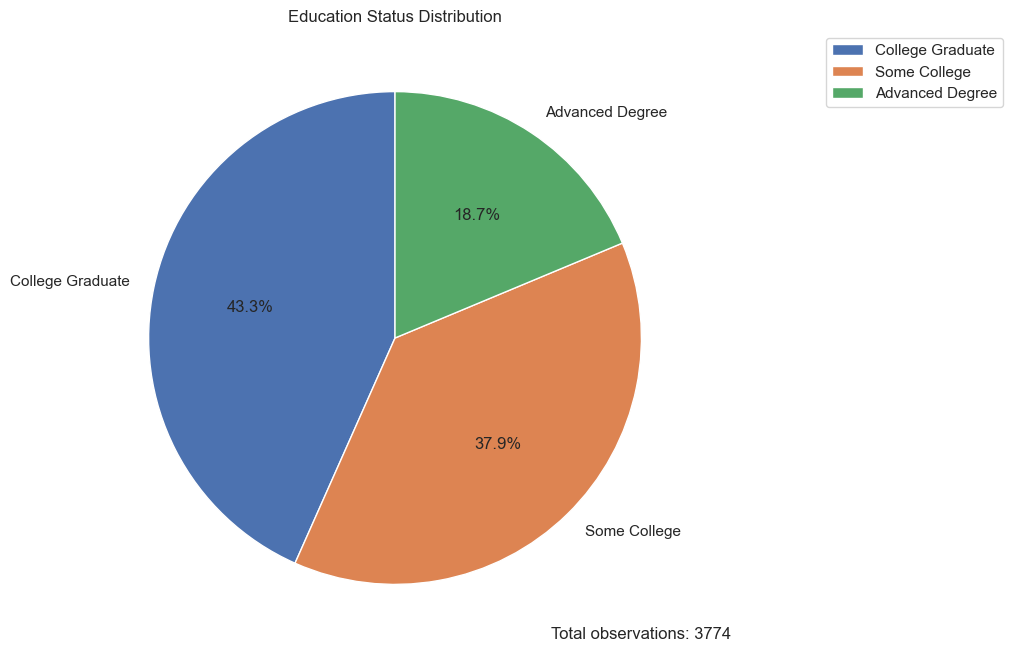 Education Status Distribution
College Graduate
Some College
Advanced Degree
Advanced Degree
18.7%
College Graduate
43.3%
37.9%
Some College
Total observations: 3774